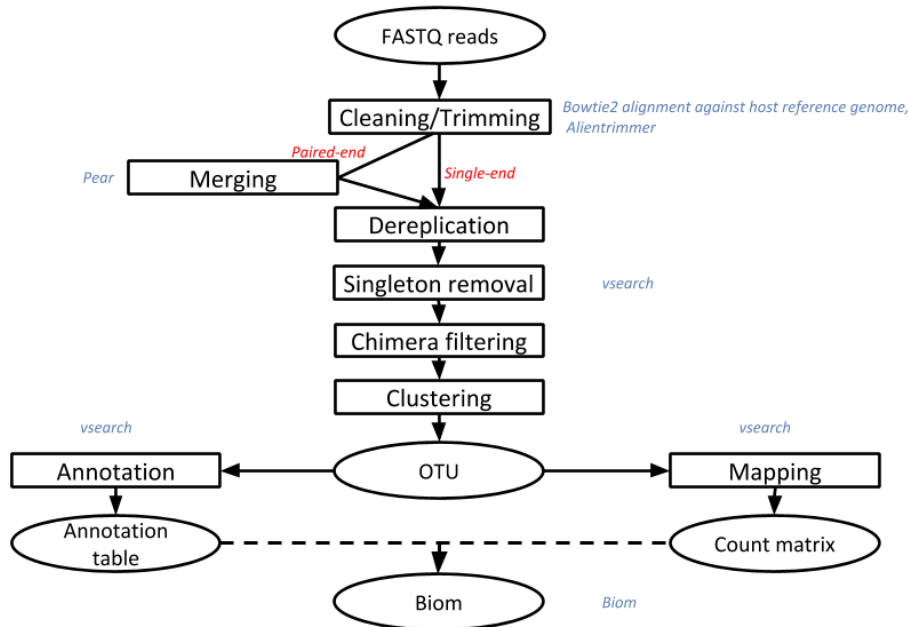 FASTQ reads
Cleaning/Trimming
Bowtie2 alignment against host reference genome,
Alientrimmer
Paired-end
Pear
Merging
Single-end
Dereplication
Singleton removal
vsearch
Chimera filtering
Clustering
vsearch
vsearch
Annotation
OTU
Mapping
Annotation
table
Count matrix
Biom
Biom